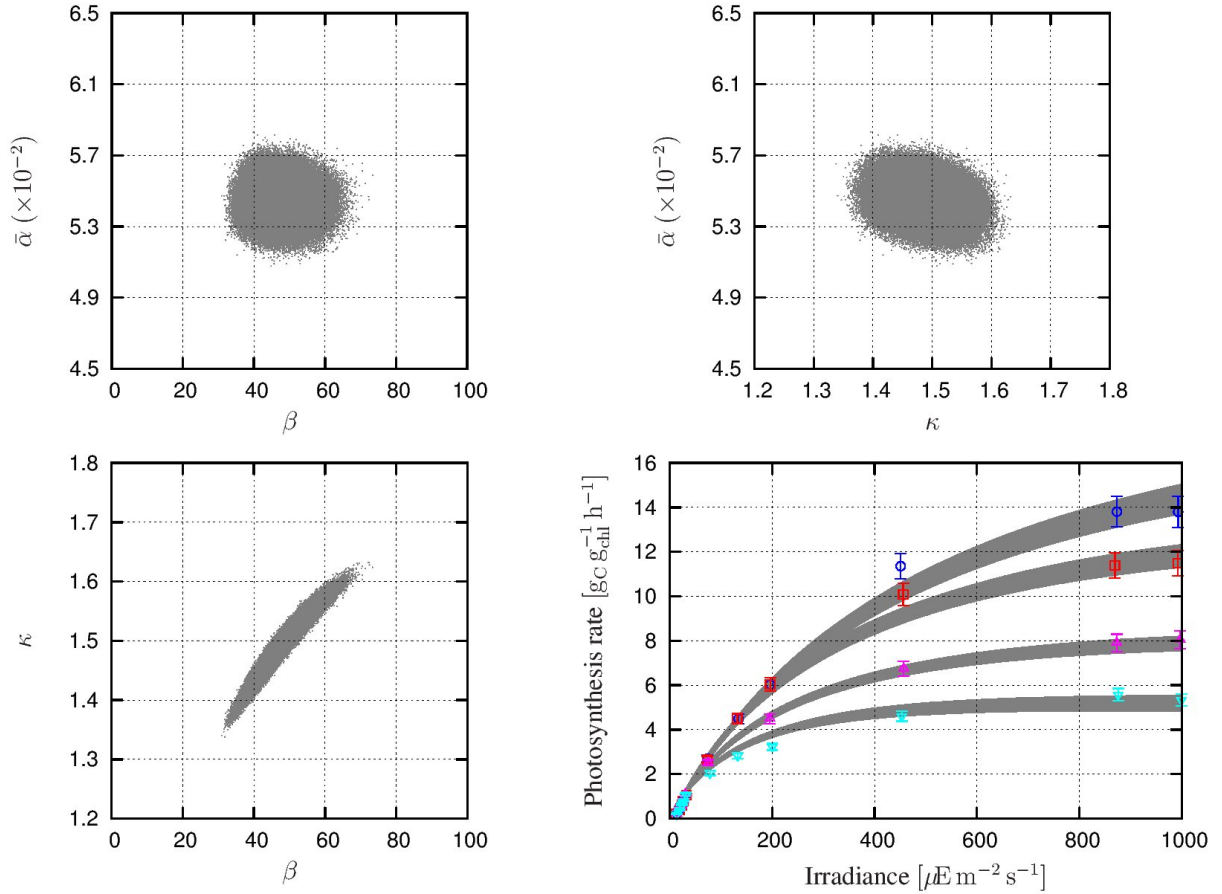 6.5
6.1
5.7
5.3
4.9
4.5
ᾱ (×10⁻²)
0 20 40 60 80 100
β
6.5
6.1
5.7
5.3
4.9
4.5
ᾱ (×10⁻²)
1.2 1.3 1.4 1.5 1.6 1.7 1.8
κ
1.8
1.7
1.6
1.5
1.4
1.3
1.2
κ
0 20 40 60 80 100
β
16
14
12
10
8
6
4
2
0
Photosynthesis rate [g_C g_chl⁻¹ h⁻¹]
0 200 400 600 800 1000
Irradiance [μE m⁻² s⁻¹]